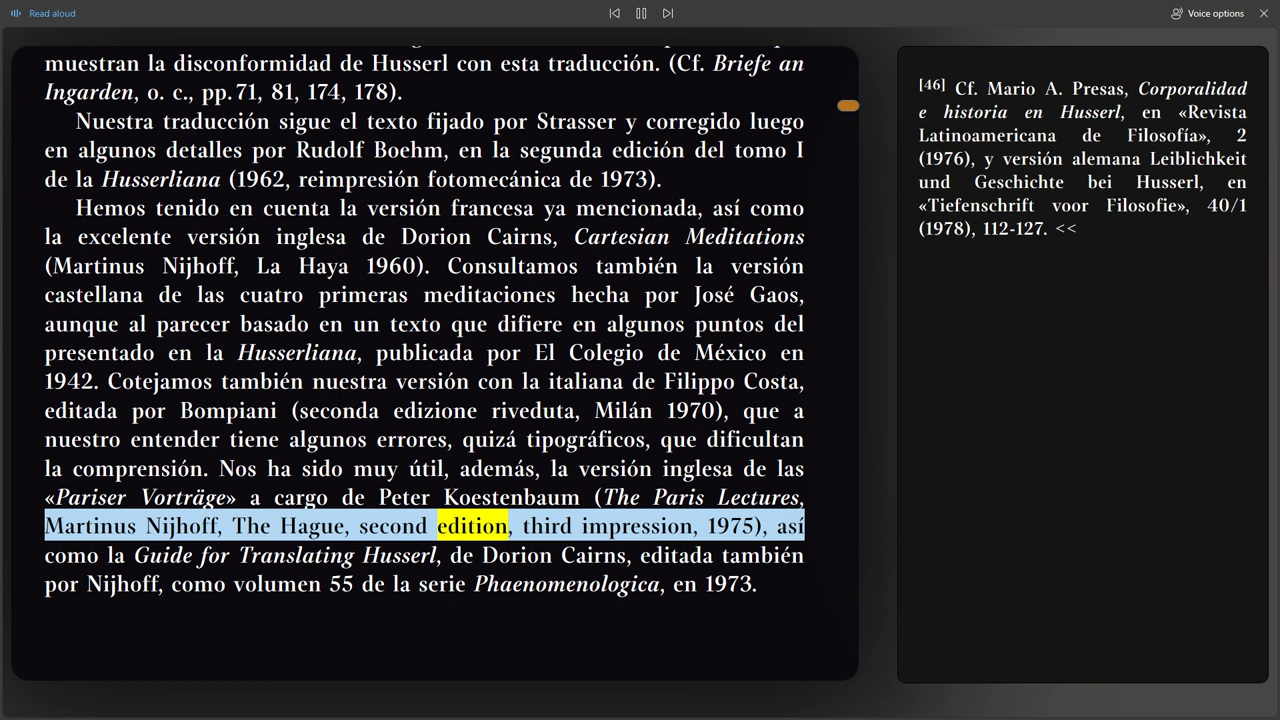 Read aloud
Voice options
muestran la disconformidad de Husserl con esta traducción. (Cf. Briefe an
Ingarden, o. c., pp. 71, 81, 174, 178).
Nuestra traducción sigue el texto fijado por Strasser y corregido luego
en algunos detalles por Rudolf Boehm, en la segunda edición del tomo I
de la Husserliana (1962, reimpresión fotomecánica de 1973).
Hemos tenido en cuenta la versión francesa ya mencionada, así como
la excelente versión inglesa de Dorion Cairns, Cartesian Meditations
(Martinus Nijhoff, La Haya 1960). Consultamos también la versión
castellana de las cuatro primeras meditaciones hecha por José Gaos,
aunque al parecer basado en un texto que difiere en algunos puntos del
presentado en la Husserliana, publicada por El Colegio de México en
1942. Cotejamos también nuestra versión con la italiana de Filippo Costa,
editada por Bompiani (seconda edizione riveduta, Milán 1970), que a
nuestro entender tiene algunos errores, quizá tipográficos, que dificultan
la comprensión. Nos ha sido muy útil, además, la versión inglesa de las
«Pariser Vorträge» a cargo de Peter Koestenbaum (The Paris Lectures,
Martinus Nijhoff, The Hague, second edition, third impression, 1975), así
como la Guide for Translating Husserl, de Dorion Cairns, editada también
por Nijhoff, como volumen 55 de la serie Phaenomenologica, en 1973.
[46] Cf. Mario A. Presas, Corporalidad
e historia en Husserl, en «Revista
Latinoamericana de Filosofía», 2
(1976), y versión alemana Leiblichkeit
und Geschichte bei Husserl, en
«Tiefenschrift voor Filosofie», 40/1
(1978), 112-127. <<